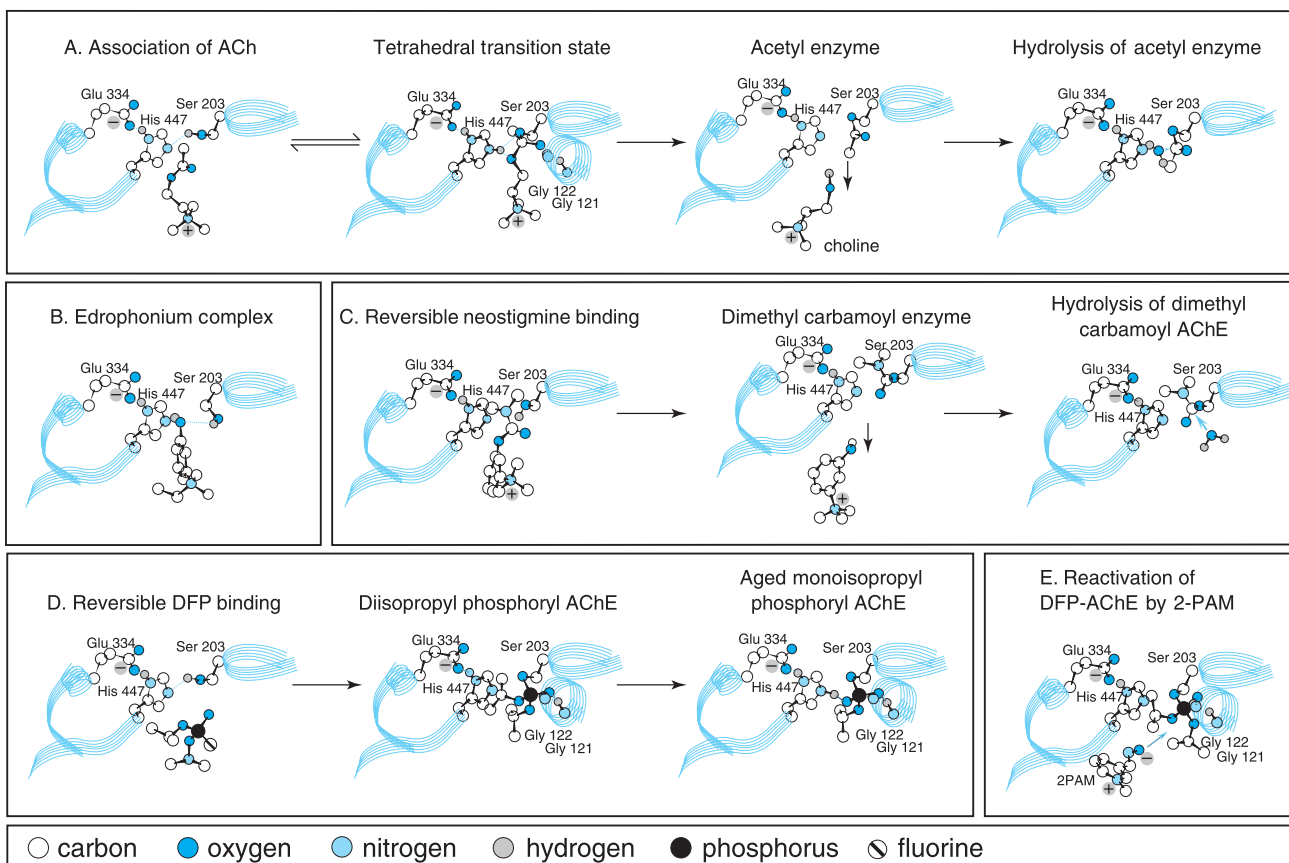 A. Association of ACh
Tetrahedral transition state
Acetyl enzyme
Hydrolysis of acetyl enzyme
Glu 334
Ser 203
His 447
−
Glu 334
Ser 203
His 447
−
Gly 122
Gly 121
Glu 334
Ser 203
His 447
−
Glu 334
Ser 203
His 447
−
+
+
+
choline
B. Edrophonium complex
Glu 334
Ser 203
His 447
−
C. Reversible neostigmine binding
Glu 334
Ser 203
His 447
−
+
Dimethyl carbamoyl enzyme
Glu 334
Ser 203
His 447
−
+
Hydrolysis of dimethyl
carbamoyl AChE
Glu 334
Ser 203
His 447
−
D. Reversible DFP binding
Glu 334
Ser 203
His 447
−
Diisopropyl phosphoryl AChE
Glu 334
Ser 203
His 447
−
Gly 122
Gly 121
Aged monoisopropyl
phosphoryl AChE
Glu 334
Ser 203
His 447
−
Gly 122
Gly 121
E. Reactivation of
DFP-AChE by 2-PAM
Glu 334
Ser 203
His 447
−
Gly 122
Gly 121
2PAM
−
+
carbon
oxygen
nitrogen
hydrogen
phosphorus
fluorine